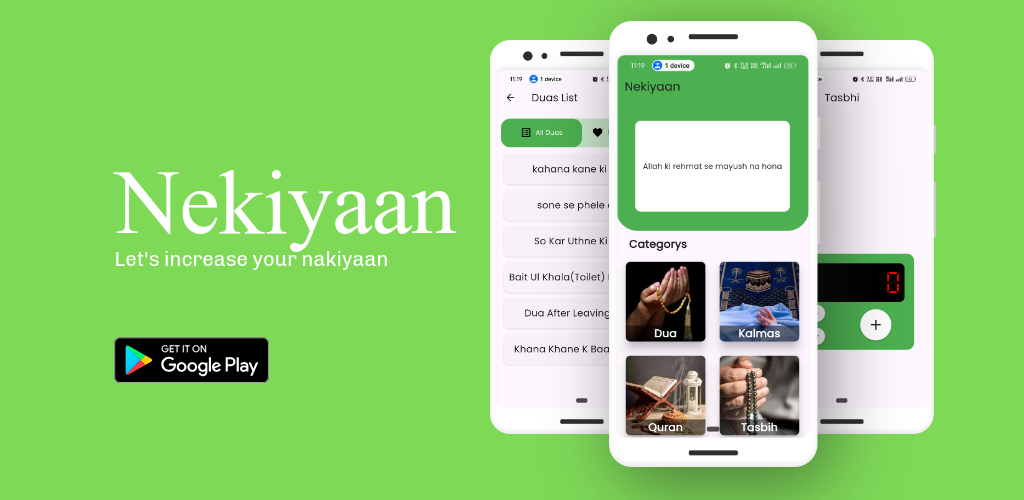 Nekiyaan
Let's increase your nakiyaan
GET IT ON
Google Play
11:19 1 device
Duas List
All Duas
kahana kane ki
sone se phele
So Kar Uthne Ki
Bait Ul Khala(Toilet)
Dua After Leaving
Khana Khane K Baa
11:19 1 device
Nekiyaan
Allah ki rehmat se mayush na hona
Categorys
Dua
Kalmas
Quran
Tasbih
Tasbhi
0
+